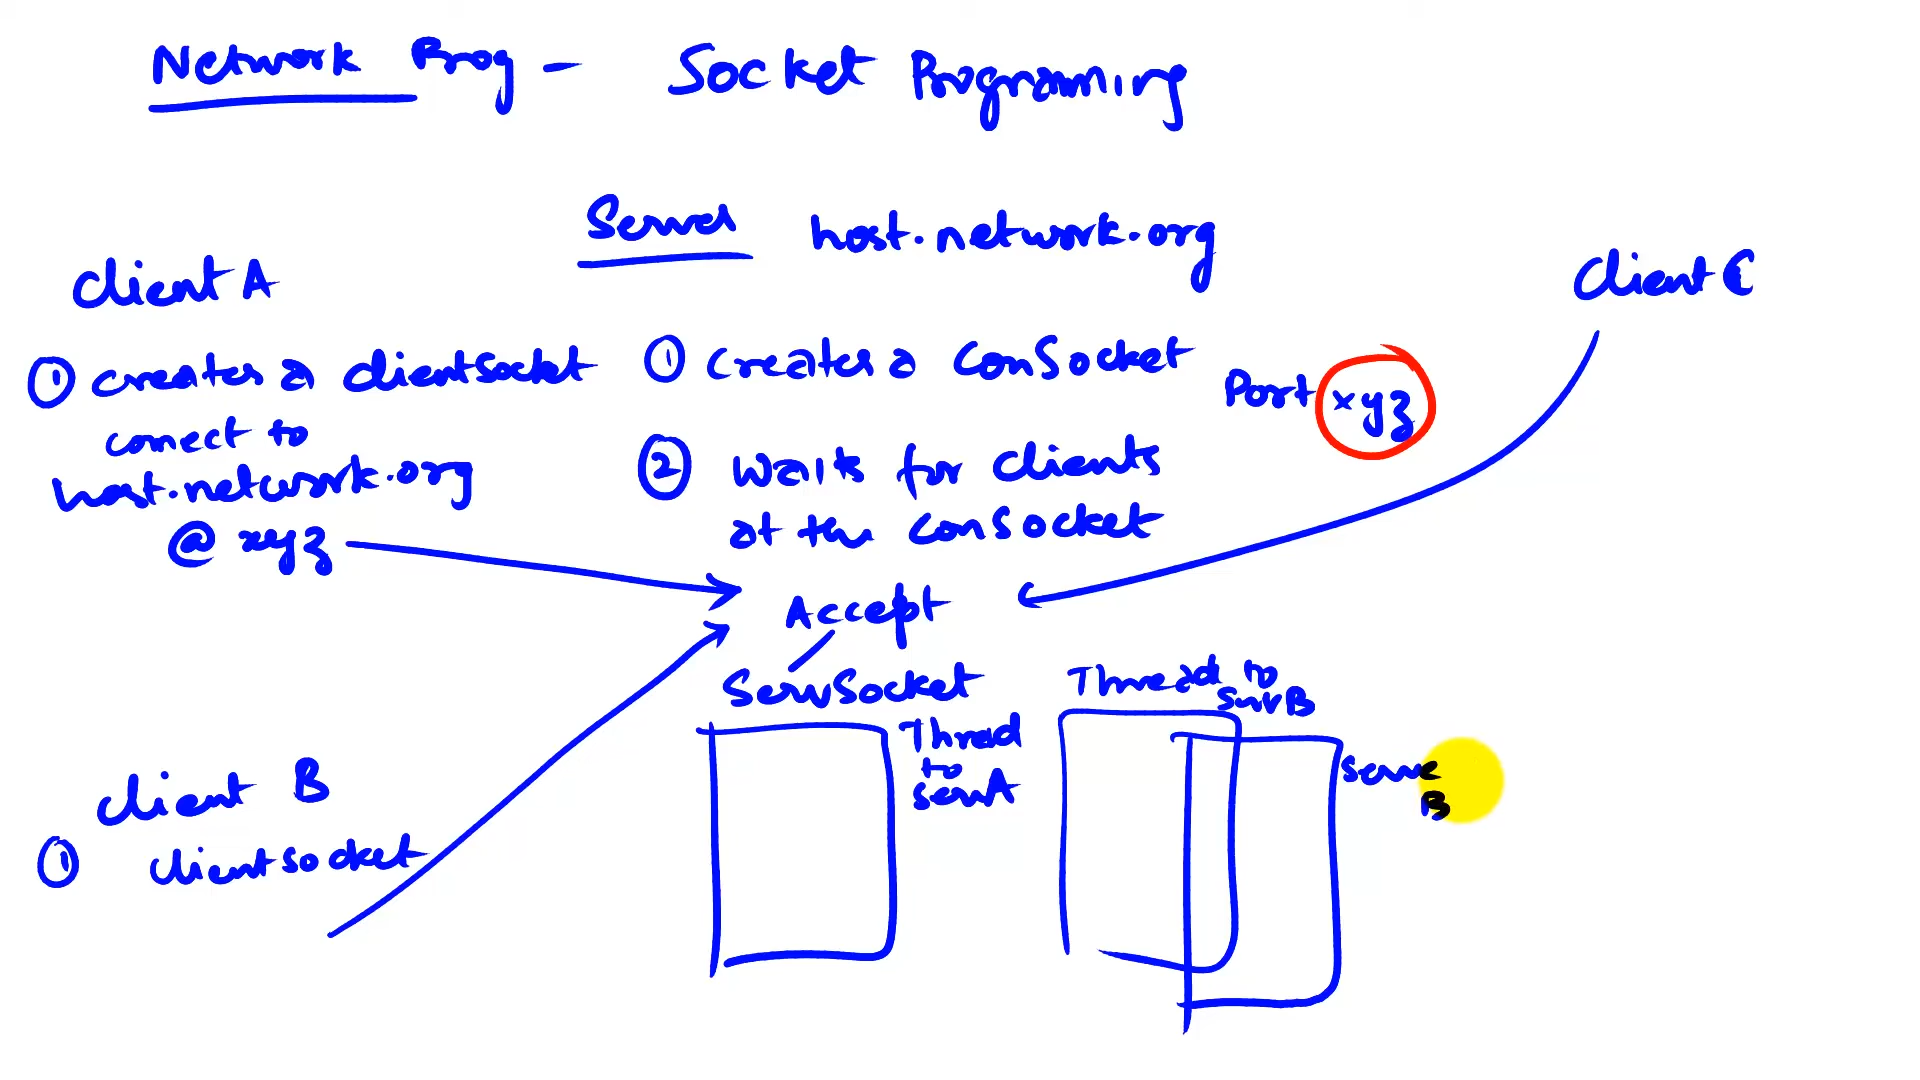 Network Prog - Socket Programming
Server host.network.org
Client A
① creates a clientsocket
connect to
host.network.org
@ xyz
① creates a ConSocket
Port xyz
② waits for clients
at the ConSocket
Accept
ServSocket
Thread
to
servA
Thread to
servB
Serve
B
Client C
Client B
① clientsocket